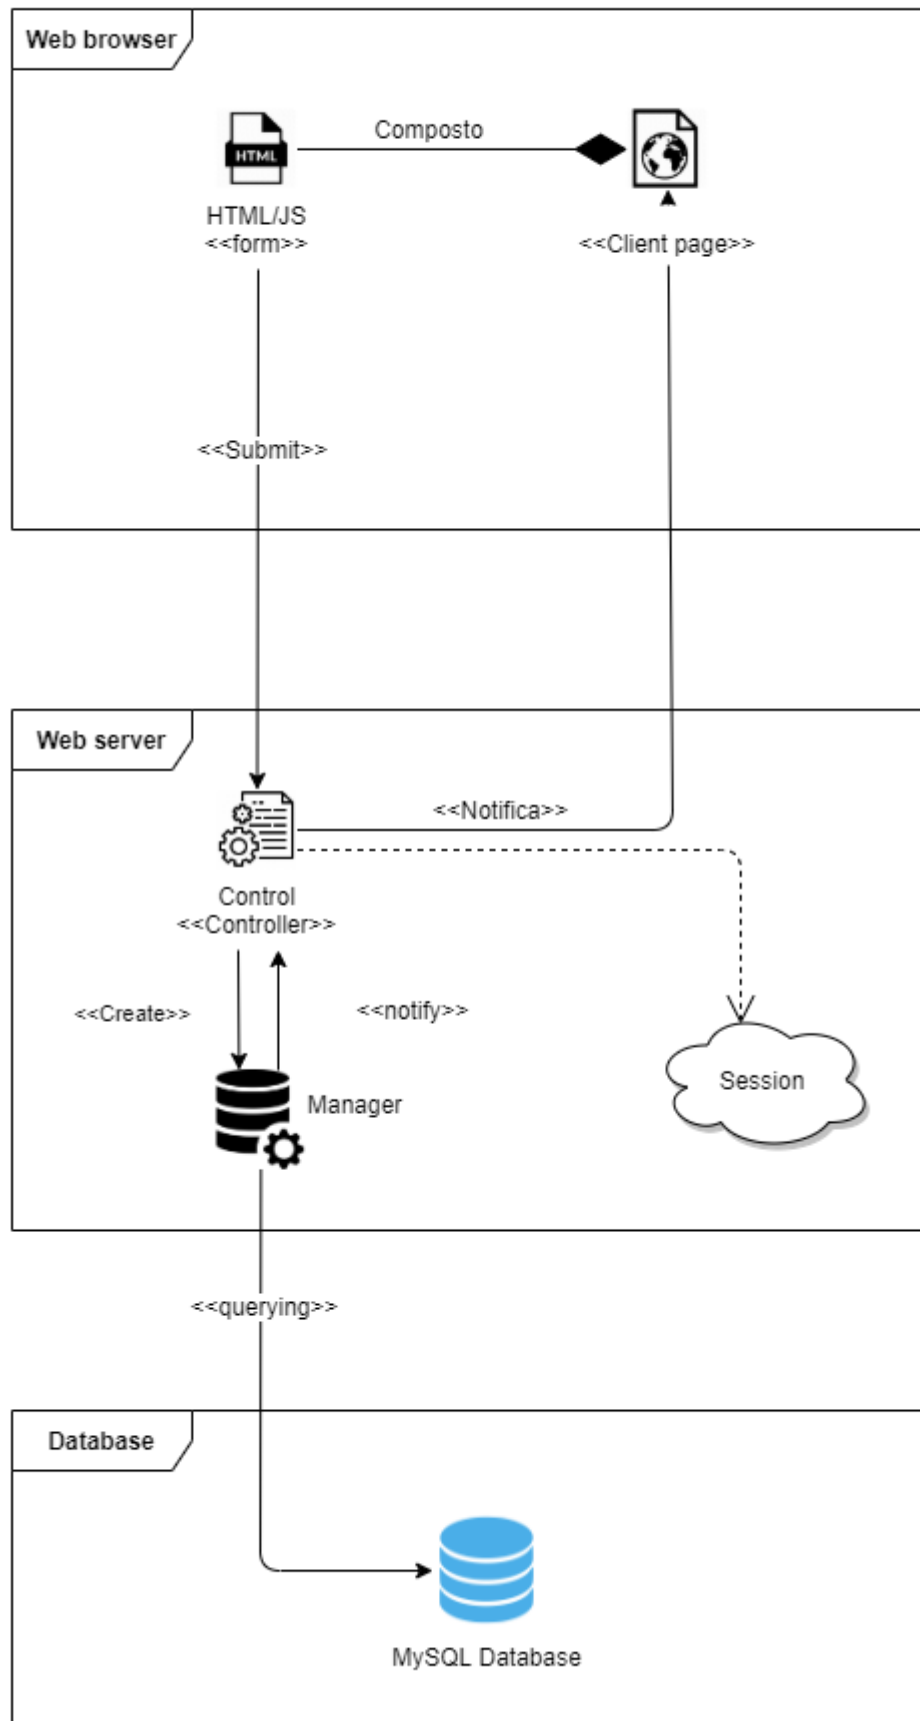 Web browser
Composto
HTML
HTML/JS
<<form>>
<<Client page>>
<<Submit>>
Web server
<<Notifica>>
Control
<<Controller>>
<<Create>>
<<notify>>
Manager
Session
<<querying>>
Database
MySQL Database